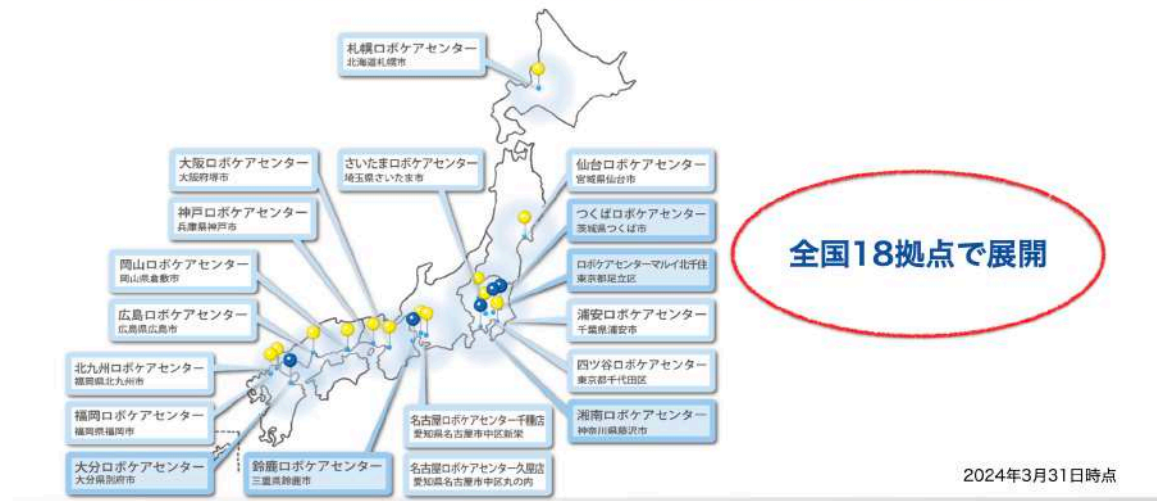 札幌ロボケアセンター
北海道札幌市
大阪ロボケアセンター
大阪府堺市
さいたまロボケアセンター
埼玉県さいたま市
仙台ロボケアセンター
宮城県仙台市
神戸ロボケアセンター
兵庫県神戸市
つくばロボケアセンター
茨城県つくば市
岡山ロボケアセンター
岡山県倉敷市
ロボケアセンターマルイ北千住
東京都足立区
全国18拠点で展開
広島ロボケアセンター
広島県広島市
浦安ロボケアセンター
千葉県浦安市
北九州ロボケアセンター
福岡県北九州市
四ツ谷ロボケアセンター
東京都千代田区
福岡ロボケアセンター
福岡県福岡市
名古屋ロボケアセンター千種店
愛知県名古屋市中区新栄
湘南ロボケアセンター
神奈川県藤沢市
大分ロボケアセンター
大分県別府市
鈴鹿ロボケアセンター
三重県鈴鹿市
名古屋ロボケアセンター久屋店
愛知県名古屋市中区丸の内
2024年3月31日時点